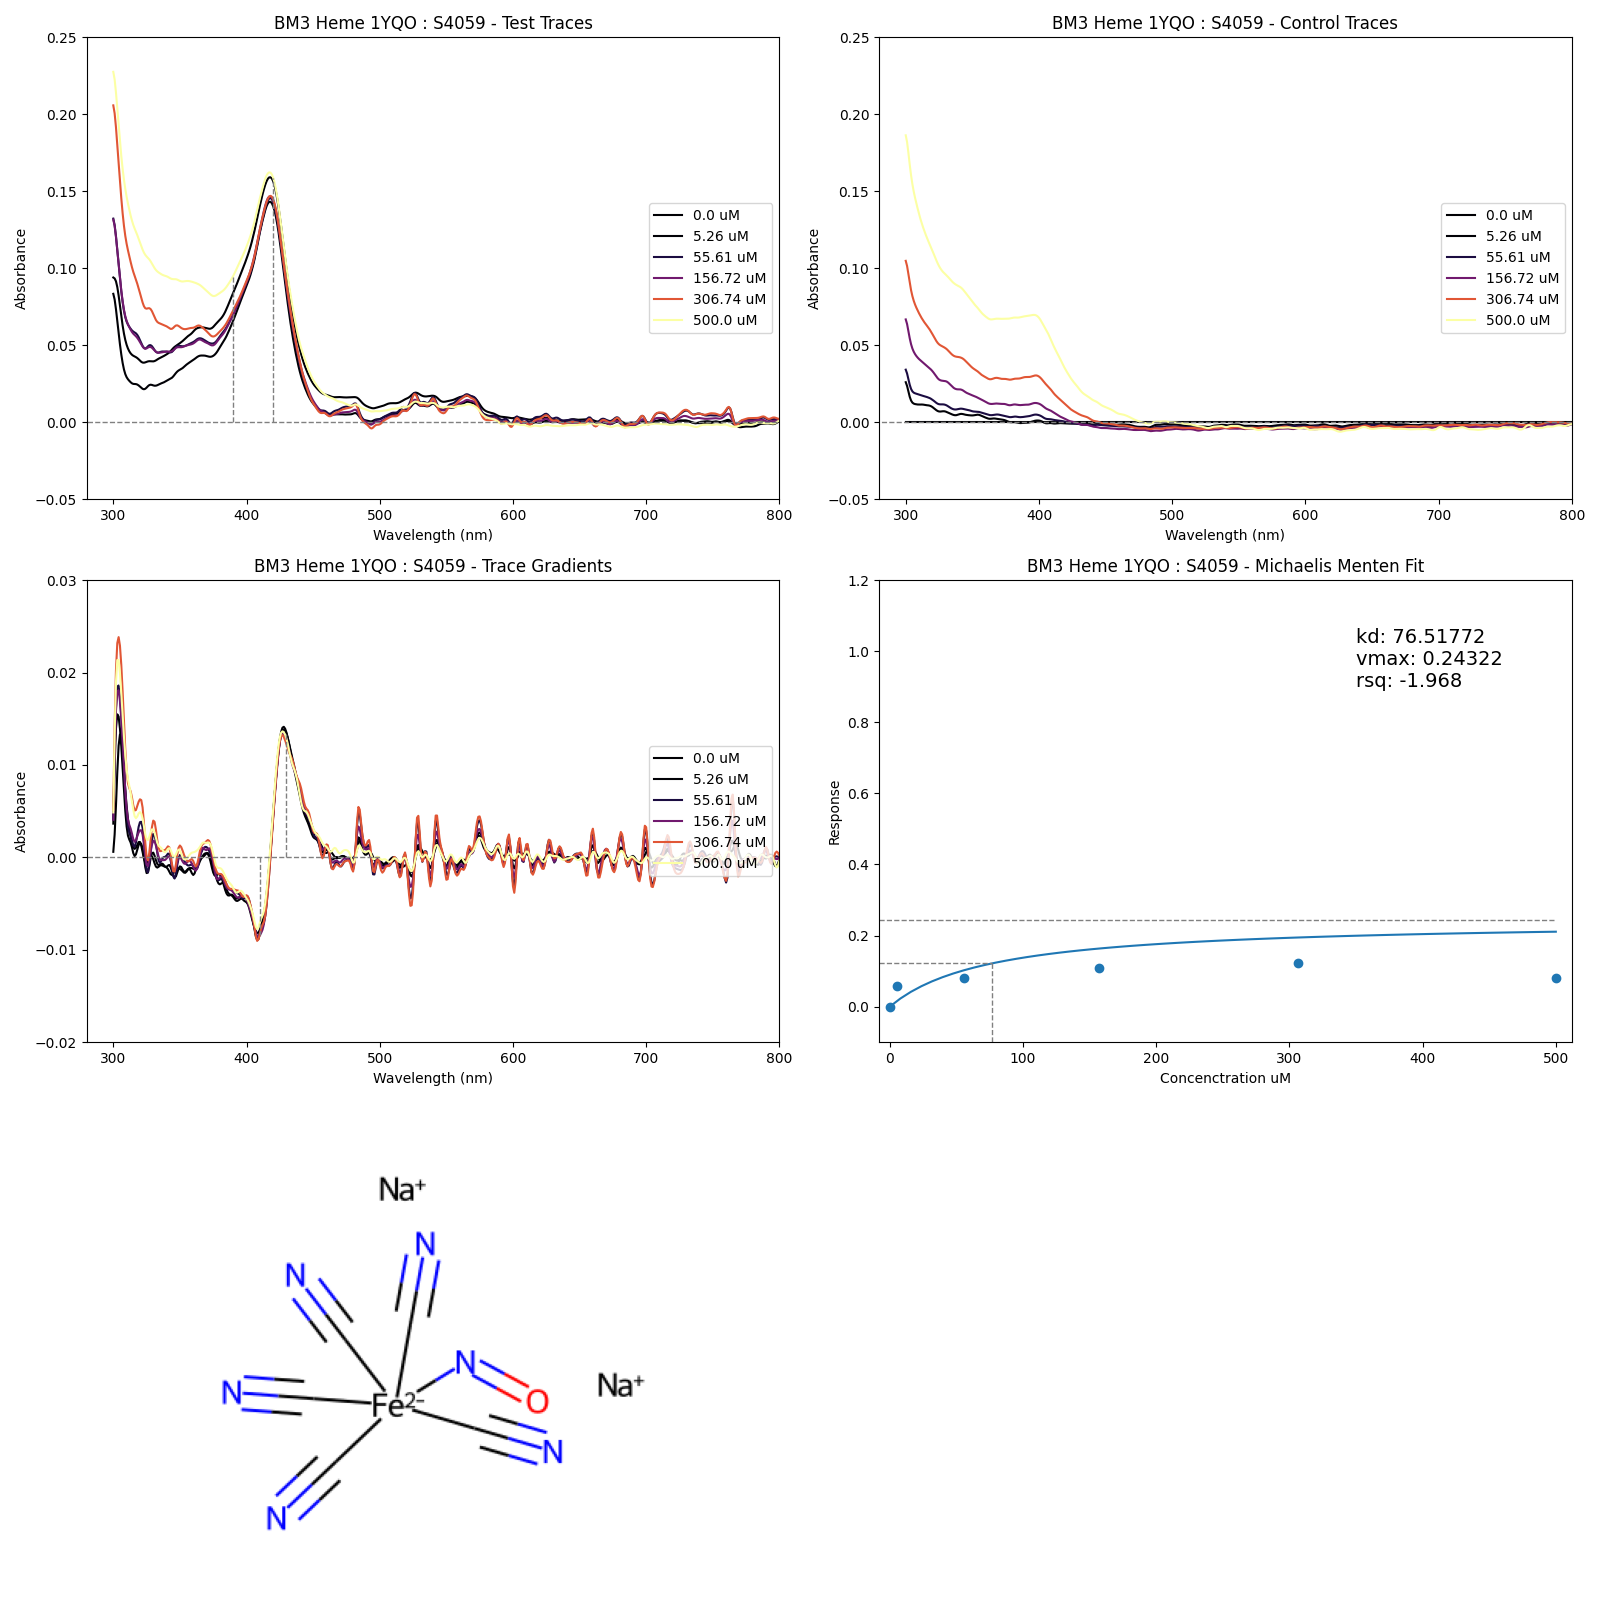 BM3 Heme 1YQO : S4059 - Test Traces
0.25
0.20
0.15
0.10
0.05
0.00
−0.05
Absorbance
300 400 500 600 700 800
Wavelength (nm)
0.0 uM
5.26 uM
55.61 uM
156.72 uM
306.74 uM
500.0 uM
BM3 Heme 1YQO : S4059 - Control Traces
0.25
0.20
0.15
0.10
0.05
0.00
−0.05
Absorbance
300 400 500 600 700 800
Wavelength (nm)
0.0 uM
5.26 uM
55.61 uM
156.72 uM
306.74 uM
500.0 uM
BM3 Heme 1YQO : S4059 - Trace Gradients
0.03
0.02
0.01
0.00
−0.01
−0.02
Absorbance
300 400 500 600 700 800
Wavelength (nm)
0.0 uM
5.26 uM
55.61 uM
156.72 uM
306.74 uM
500.0 uM
BM3 Heme 1YQO : S4059 - Michaelis Menten Fit
1.2
1.0
0.8
0.6
0.4
0.2
0.0
Response
0 100 200 300 400 500
Concenctration uM
kd: 76.51772
vmax: 0.24322
rsq: -1.968
Na⁺
N
N
N
N
O
Na⁺
N
Fe²⁻
N
N